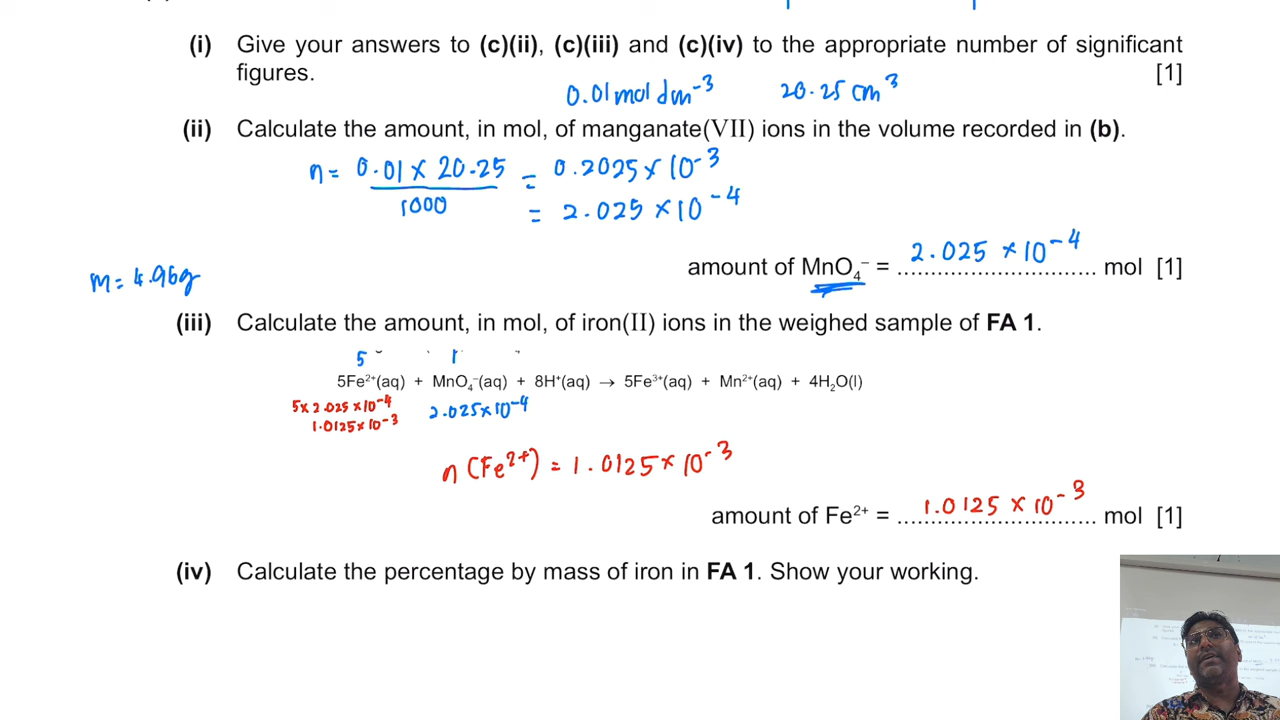 (i) Give your answers to (c)(ii), (c)(iii) and (c)(iv) to the appropriate number of significant
figures. [1]
0.01 mol dm⁻³ 20.25 cm³
(ii) Calculate the amount, in mol, of manganate(VII) ions in the volume recorded in (b).
n = 0.01 × 20.25 / 1000 = 0.2025 × 10⁻³
= 2.025 × 10⁻⁴
amount of MnO₄⁻ = 2.025 × 10⁻⁴ mol [1]
m = 4.96g
(iii) Calculate the amount, in mol, of iron(II) ions in the weighed sample of FA 1.
5 1
5Fe²⁺(aq) + MnO₄⁻(aq) + 8H⁺(aq) → 5Fe³⁺(aq) + Mn²⁺(aq) + 4H₂O(l)
5 × 2.025 × 10⁻⁴ 2.025 × 10⁻⁴
1.0125 × 10⁻³
n (Fe²⁺) = 1.0125 × 10⁻³
amount of Fe²⁺ = 1.0125 × 10⁻³ mol [1]
(iv) Calculate the percentage by mass of iron in FA 1. Show your working.